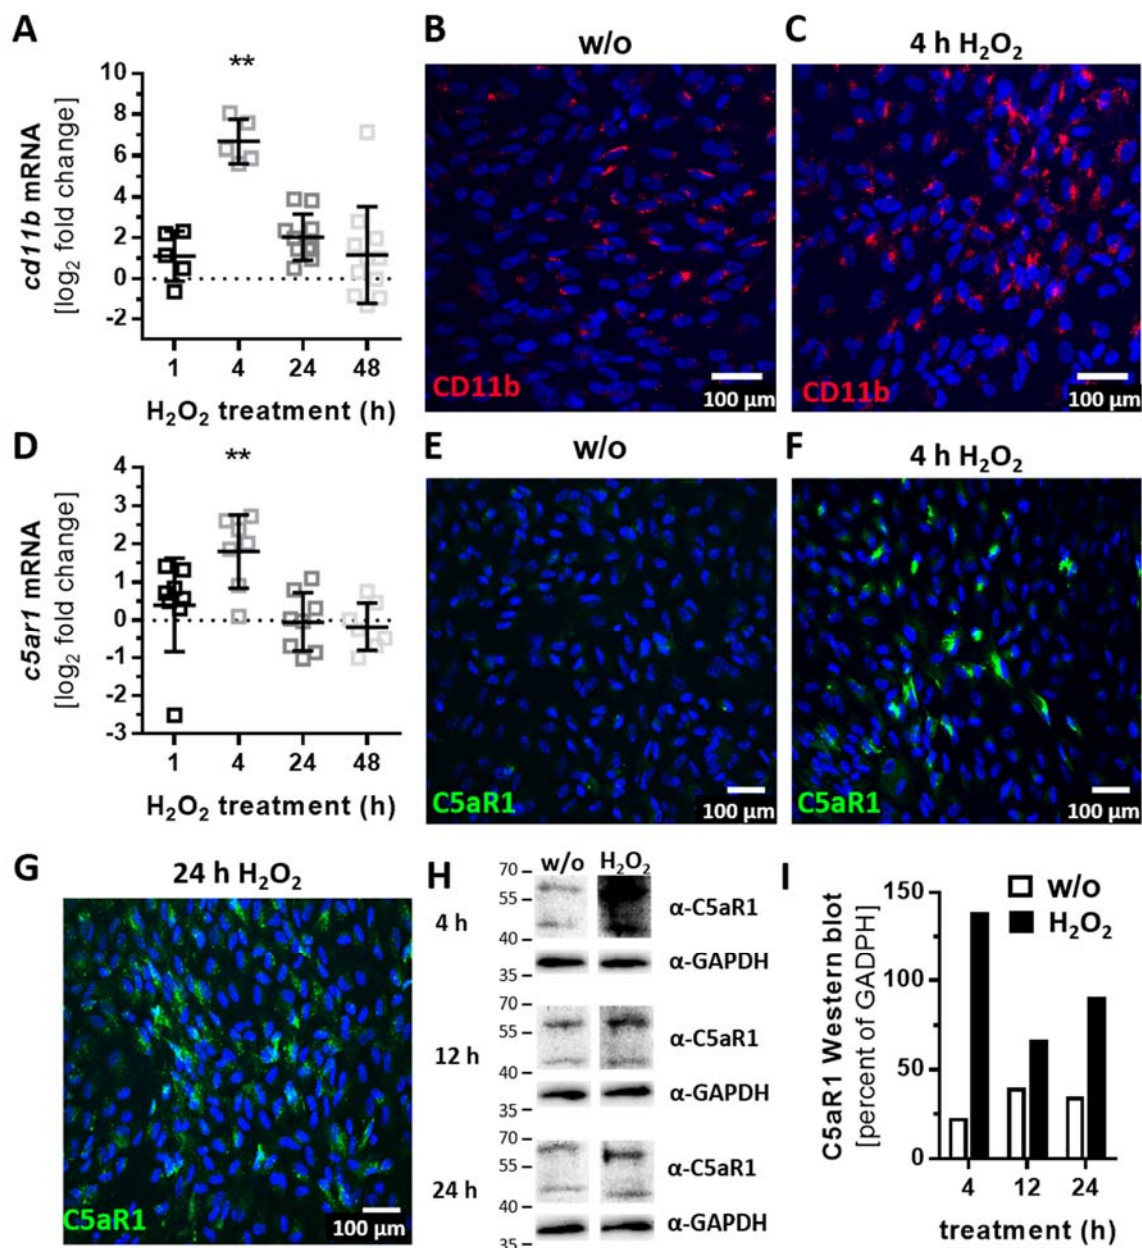 A
cd11b mRNA
[log₂ fold change]
10
8
6
4
2
0
-2
**
1 4 24 48
H₂O₂ treatment (h)
B
w/o
CD11b
100 µm
C
4 h H₂O₂
CD11b
100 µm
D
c5ar1 mRNA
[log₂ fold change]
4
3
2
1
0
-1
-2
-3
**
1 4 24 48
H₂O₂ treatment (h)
E
w/o
C5aR1
100 µm
F
4 h H₂O₂
C5aR1
100 µm
G
24 h H₂O₂
C5aR1
100 µm
H
w/o H₂O₂
4 h
70
55
40
35
α-C5aR1
α-GAPDH
12 h
70
55
40
35
α-C5aR1
α-GAPDH
24 h
70
55
40
35
α-C5aR1
α-GAPDH
I
C5aR1 Western blot
[percent of GADPH]
150
100
50
0
w/o
H₂O₂
4 12 24
treatment (h)